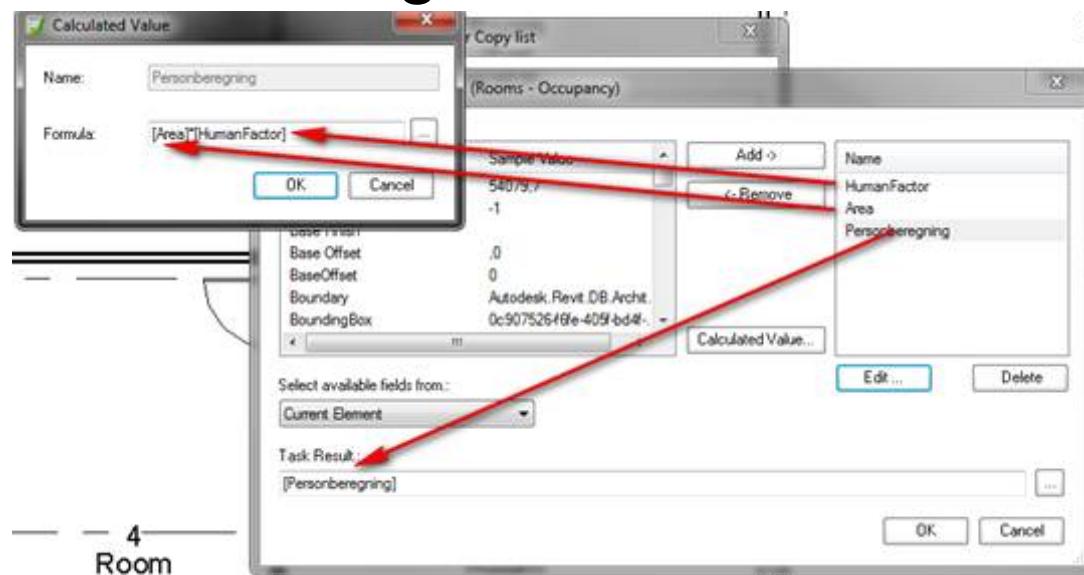 Calculated Value
Name:
Personberegning
Formula:
[Area]*[HumanFactor]
...
OK
Cancel
r Copy list
(Rooms - Occupancy)
Sample Value
54079,7
-1
Base Finish
Base Offset
,0
BaseOffset
0
Boundary
Autodesk.Revit.DB.Archit.
BoundingBox
Add ->
<- Remove
Calculated Value...
Name
HumanFactor
Area
Personberegning
Edit ...
Delete
Select available fields from.:
Current Element
Task Result.:
[Personberegning]
...
OK
Cancel
4
Room